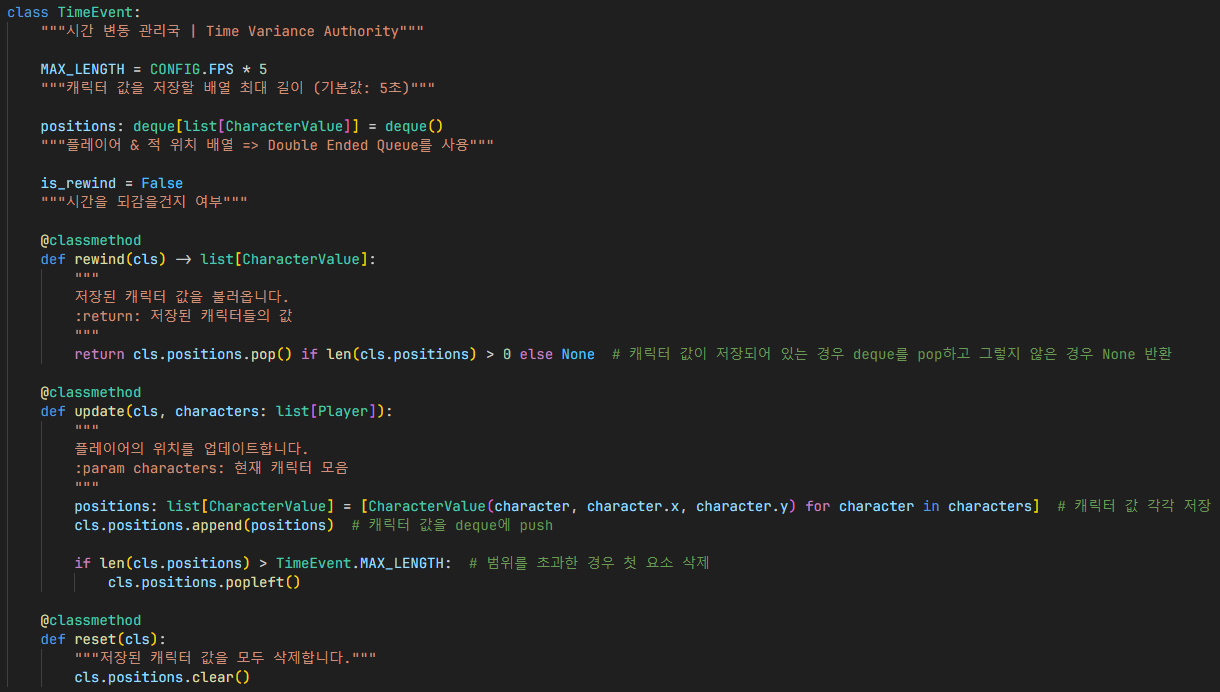 class TimeEvent:
    """시간 변동 관리국 | Time Variance Authority"""

    MAX_LENGTH = CONFIG.FPS * 5
    """캐릭터 값을 저장할 배열 최대 길이 (기본값: 5초)"""

    positions: deque[list[CharacterValue]] = deque()
    """플레이어 & 적 위치 배열 => Double Ended Queue를 사용"""

    is_rewind = False
    """시간을 되감을건지 여부"""

    @classmethod
    def rewind(cls) -> list[CharacterValue]:
        """
        저장된 캐릭터 값을 불러옵니다.
        :return: 저장된 캐릭터들의 값
        """
        return cls.positions.pop() if len(cls.positions) > 0 else None  # 캐릭터 값이 저장되어 있는 경우 deque를 pop하고 그렇지 않은 경우 None 반환

    @classmethod
    def update(cls, characters: list[Player]):
        """
        플레이어의 위치를 업데이트합니다.
        :param characters: 현재 캐릭터 모음
        """
        positions: list[CharacterValue] = [CharacterValue(character, character.x, character.y) for character in characters]  # 캐릭터 값 각각 저장
        cls.positions.append(positions)  # 캐릭터 값을 deque에 push

        if len(cls.positions) > TimeEvent.MAX_LENGTH:  # 범위를 초과한 경우 첫 요소 삭제
            cls.positions.popleft()

    @classmethod
    def reset(cls):
        """저장된 캐릭터 값을 모두 삭제합니다."""
        cls.positions.clear()